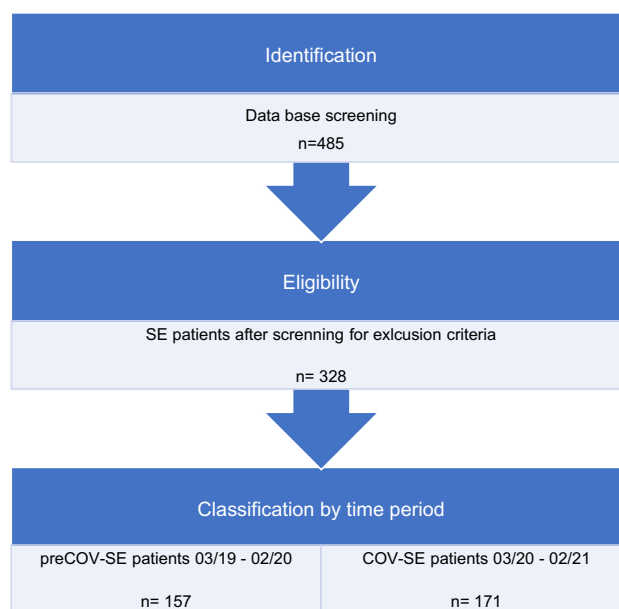 Identification
Data base screening
n=485
Eligibility
SE patients after screnning for exlcusion criteria
n= 328
Classification by time period
preCOV-SE patients 03/19 - 02/20
n= 157
COV-SE patients 03/20 - 02/21
n= 171